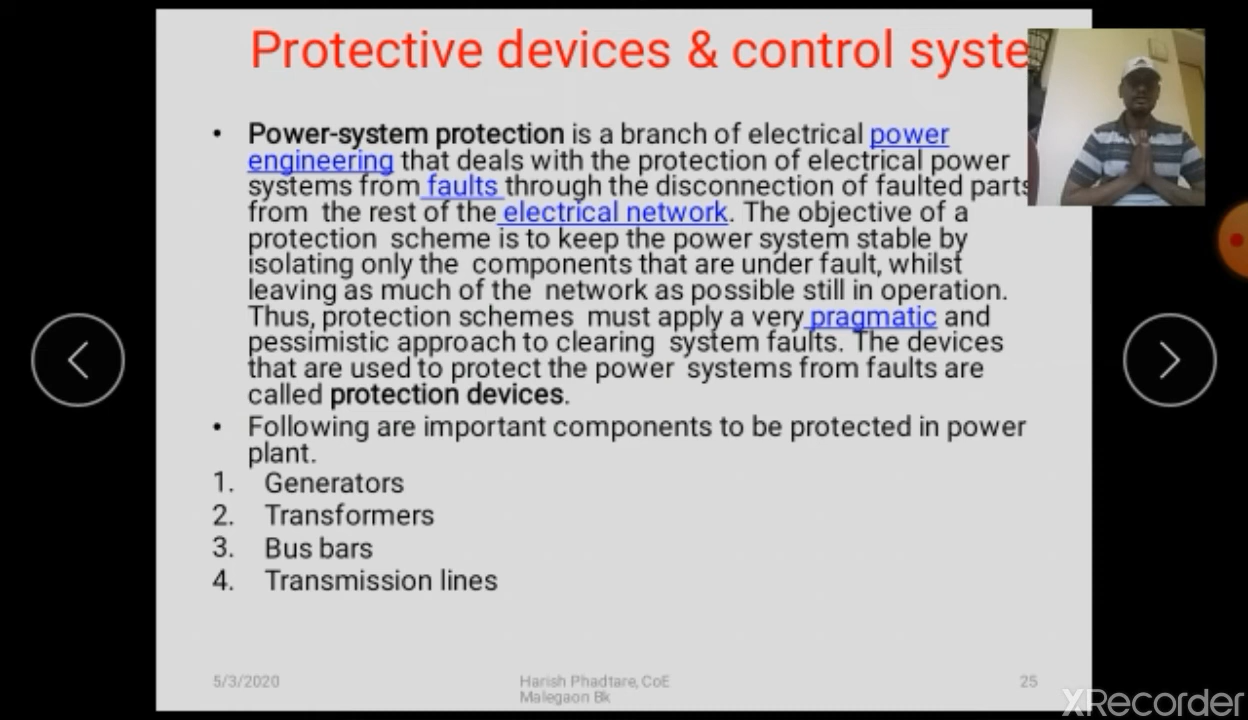 Protective devices & control syste
• Power-system protection is a branch of electrical power
engineering that deals with the protection of electrical power
systems from faults through the disconnection of faulted parts
from the rest of the electrical network. The objective of a
protection scheme is to keep the power system stable by
isolating only the components that are under fault, whilst
leaving as much of the network as possible still in operation.
Thus, protection schemes must apply a very pragmatic and
pessimistic approach to clearing system faults. The devices
that are used to protect the power systems from faults are
called protection devices.
• Following are important components to be protected in power
plant.
1. Generators
2. Transformers
3. Bus bars
4. Transmission lines
5/3/2020
Harish Phadtare, CoE
Malegaon Bk
25
XRecorder